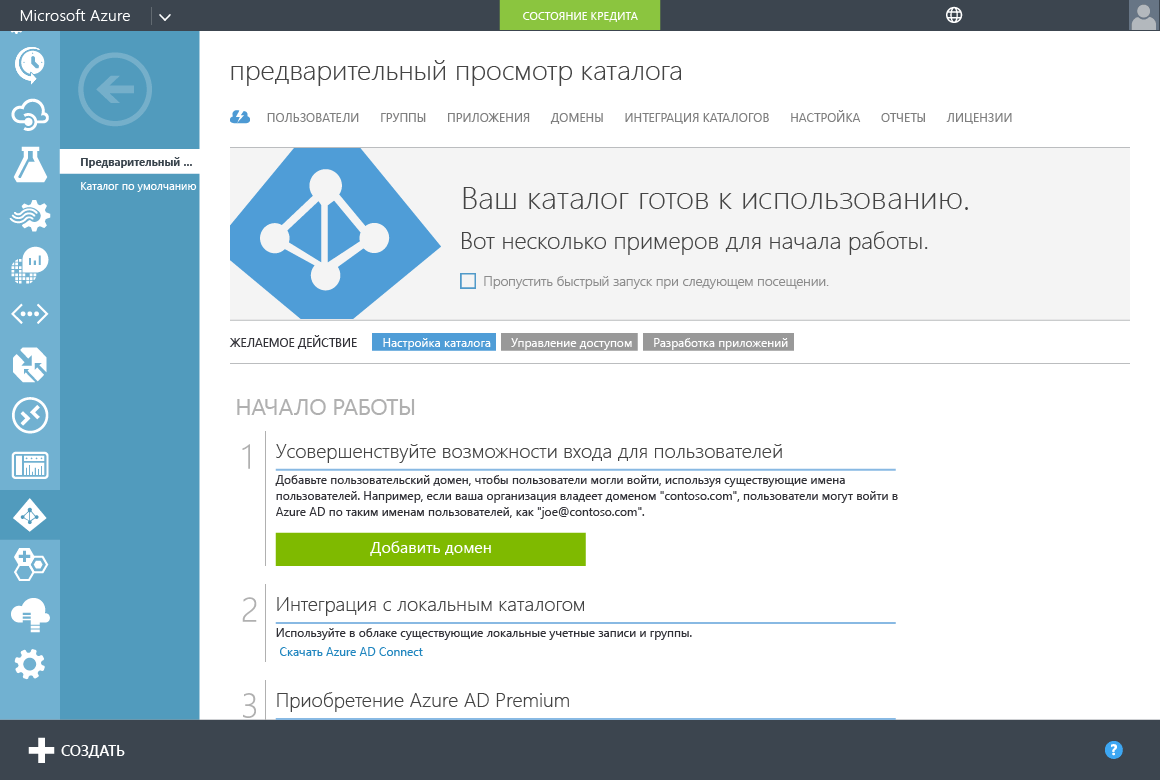 Microsoft Azure
СОСТОЯНИЕ КРЕДИТА
Предварительный ...
Каталог по умолчанию
предварительный просмотр каталога
ПОЛЬЗОВАТЕЛИ ГРУППЫ ПРИЛОЖЕНИЯ ДОМЕНЫ ИНТЕГРАЦИЯ КАТАЛОГОВ НАСТРОЙКА ОТЧЕТЫ ЛИЦЕНЗИИ
Ваш каталог готов к использованию.
Вот несколько примеров для начала работы.
Пропустить быстрый запуск при следующем посещении.
ЖЕЛАЕМОЕ ДЕЙСТВИЕ Настройка каталога Управление доступом Разработка приложений
НАЧАЛО РАБОТЫ
1 Усовершенствуйте возможности входа для пользователей
Добавьте пользовательский домен, чтобы пользователи могли войти, используя существующие имена
пользователей. Например, если ваша организация владеет доменом "contoso.com", пользователи могут войти в
Azure AD по таким именам пользователей, как "joe@contoso.com".
Добавить домен
2 Интеграция с локальным каталогом
Используйте в облаке существующие локальные учетные записи и группы.
Скачать Azure AD Connect
3 Приобретение Azure AD Premium
СОЗДАТЬ
?